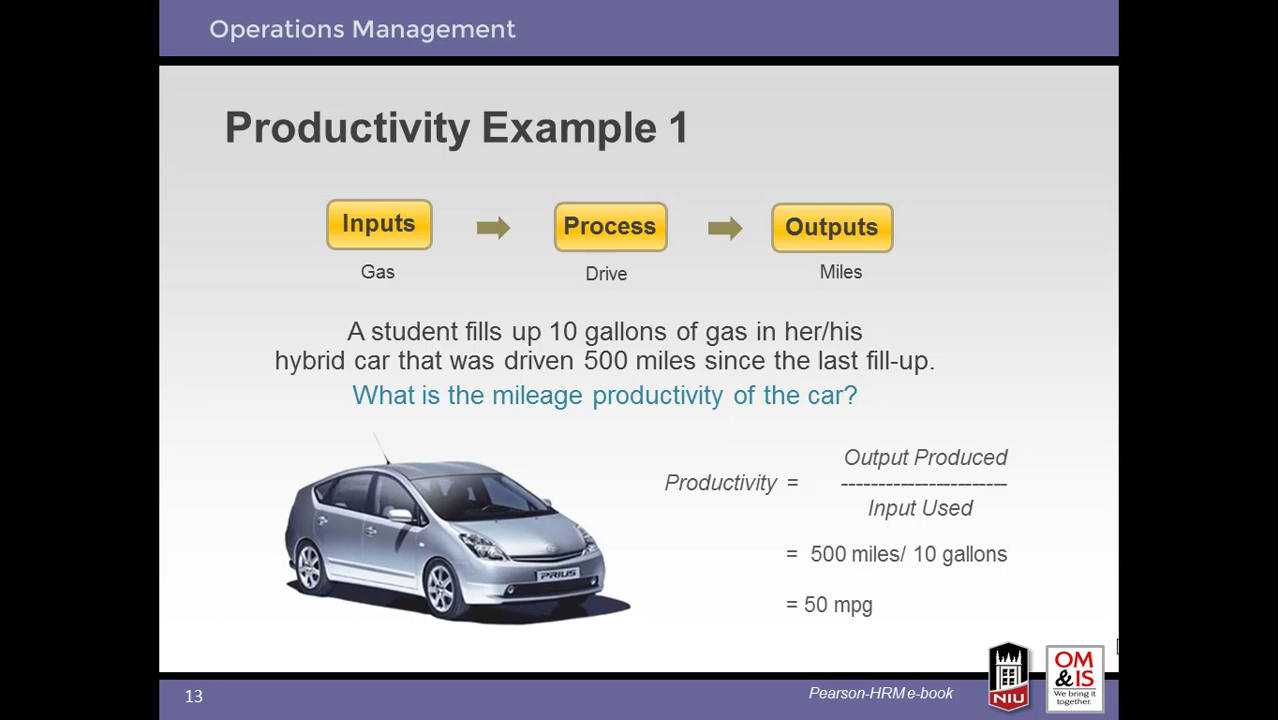 Operations Management
Productivity Example 1
Inputs
Process
Outputs
Gas
Drive
Miles
A student fills up 10 gallons of gas in her/his
hybrid car that was driven 500 miles since the last fill-up.
What is the mileage productivity of the car?
Output Produced
Productivity = -----------------------
Input Used
= 500 miles/ 10 gallons
= 50 mpg
PRIUS
13
Pearson-HRM e-book
NIU
OM
&IS
We bring it
together.